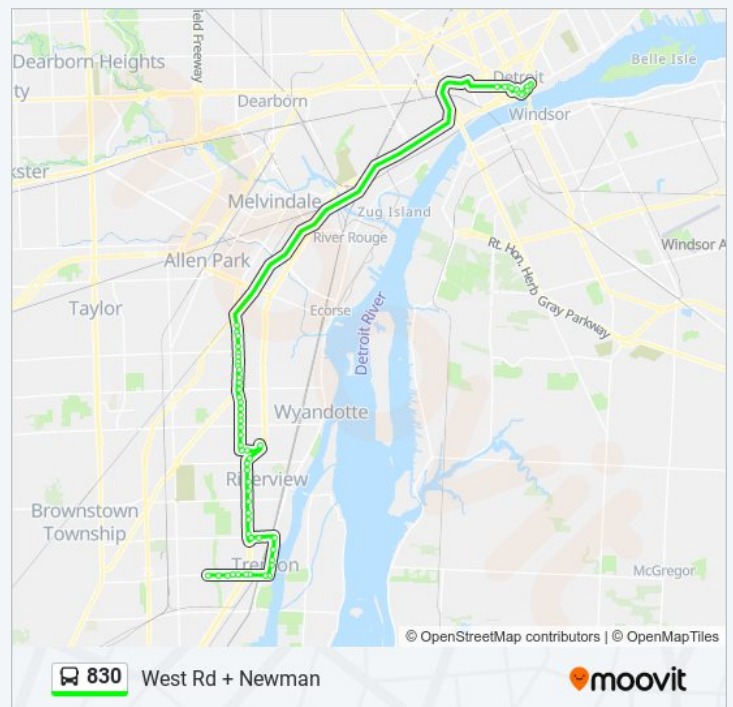 ield Freeway
Dearborn Heights
ty
Dearborn
Detroit
Belle Isle
Windsor
kster
Melvindale
Zug Island
River Rouge
Windsor A
Allen Park
Rt. Hon. Herb Gray Parkway
Taylor
Ecorse
Detroit River
Wyandotte
Riverview
Brownstown
Township
Trenton
McGregor
© OpenStreetMap contributors | © OpenMapTiles
830 West Rd + Newman
moovit